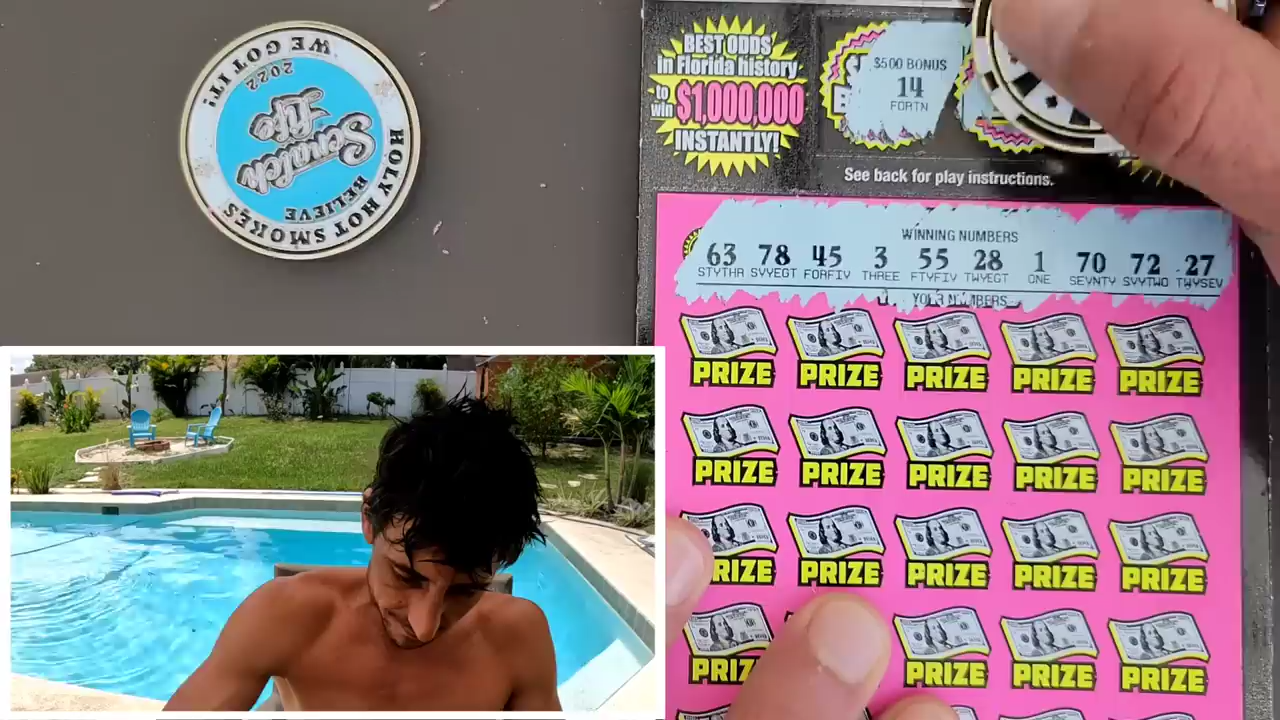 WE GOT IT!
2022
Scratch
Life
BELIEVE
HOLY HOT SMOKES
BEST ODDS
in Florida history
to win $1,000,000
INSTANTLY!
$500 BONUS
14
FORTN
See back for play instructions.
WINNING NUMBERS
63 78 45 3 55 28 1 70 72 27
STYTHR SVYEGT FORFIV THREE FTYFIV TWYEGT ONE SEVNTY SVYTWO TWYSEV
YOUR NUMBERS
PRIZE PRIZE PRIZE PRIZE PRIZE
PRIZE PRIZE PRIZE PRIZE PRIZE
PRIZE PRIZE PRIZE PRIZE PRIZE
PRIZE PRIZE PRIZE PRIZE